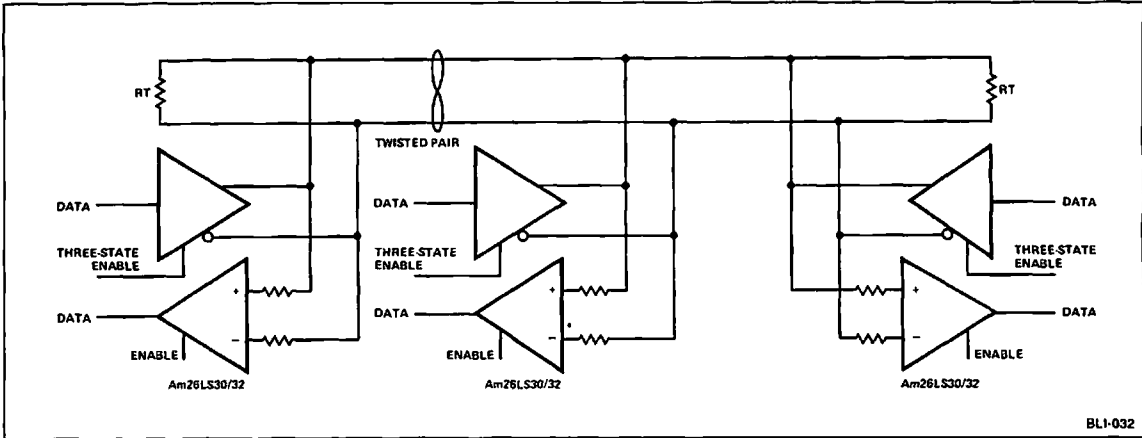 RT
RT
TWISTED PAIR
DATA
DATA
DATA
THREE-STATE
ENABLE
THREE-STATE
ENABLE
THREE-STATE
ENABLE
+
+
+
DATA
DATA
DATA
−
−
−
ENABLE
ENABLE
ENABLE
Am26LS30/32
Am26LS30/32
Am26LS30/32
BLI-032